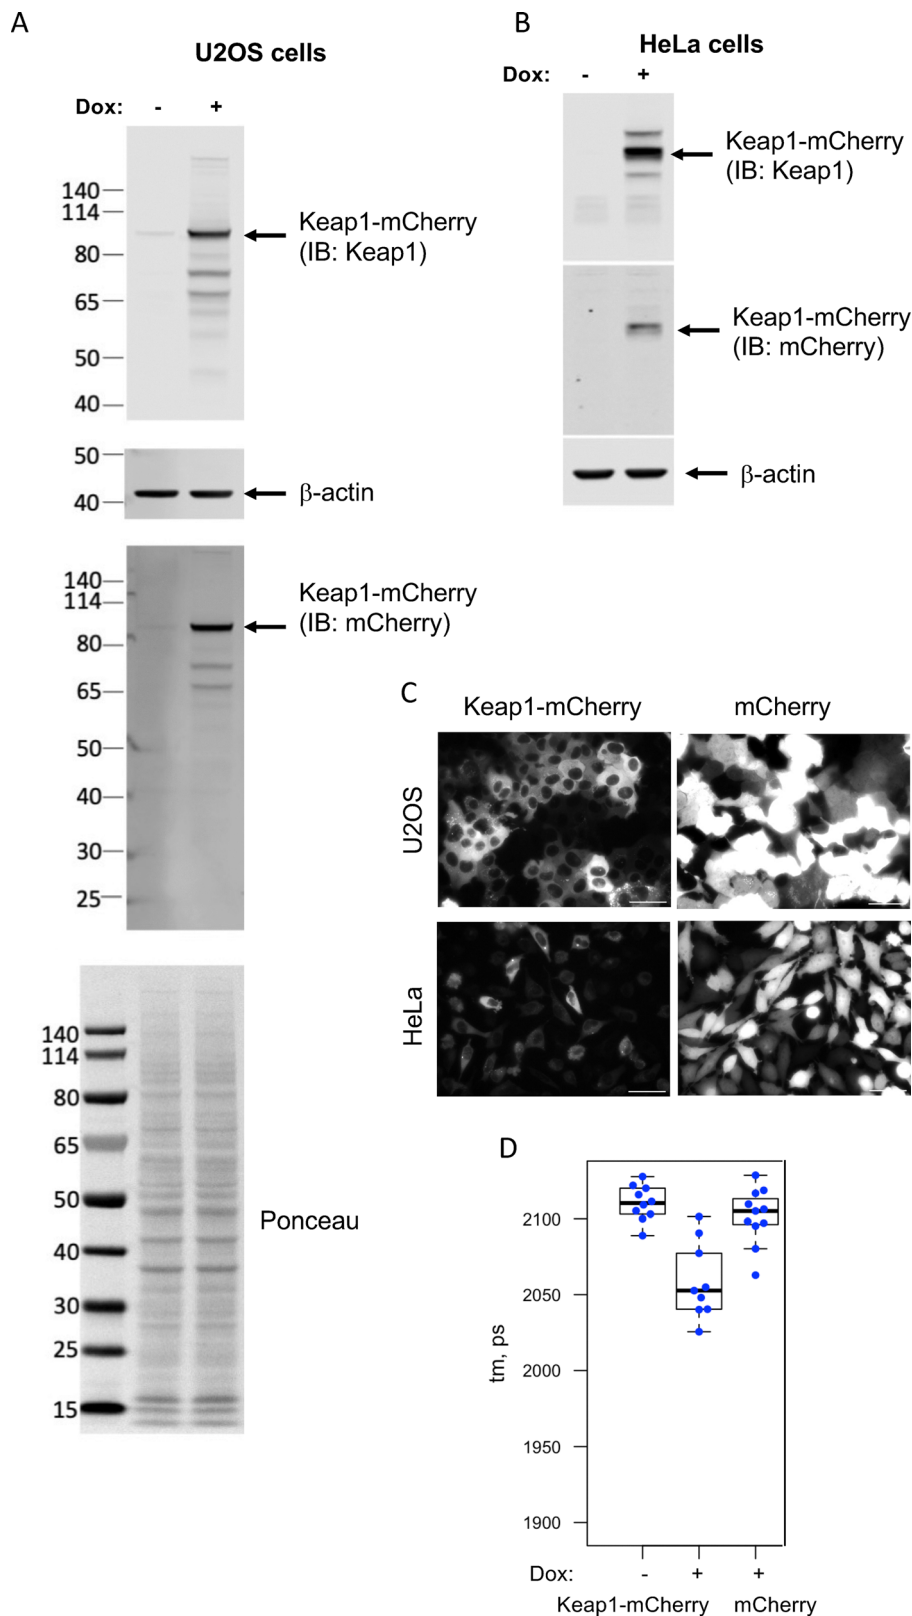 A
U2OS cells
Dox: - +
140
114
80
65
50
40
Keap1-mCherry
(IB: Keap1)
50
40
β-actin
140
114
80
65
50
40
30
25
Keap1-mCherry
(IB: mCherry)
140
114
80
65
50
40
30
25
15
Ponceau
B
HeLa cells
Dox: - +
Keap1-mCherry
(IB: Keap1)
Keap1-mCherry
(IB: mCherry)
β-actin
C
Keap1-mCherry mCherry
U2OS
HeLa
D
tm, ps
2100
2050
2000
1950
1900
Dox: - + +
Keap1-mCherry mCherry